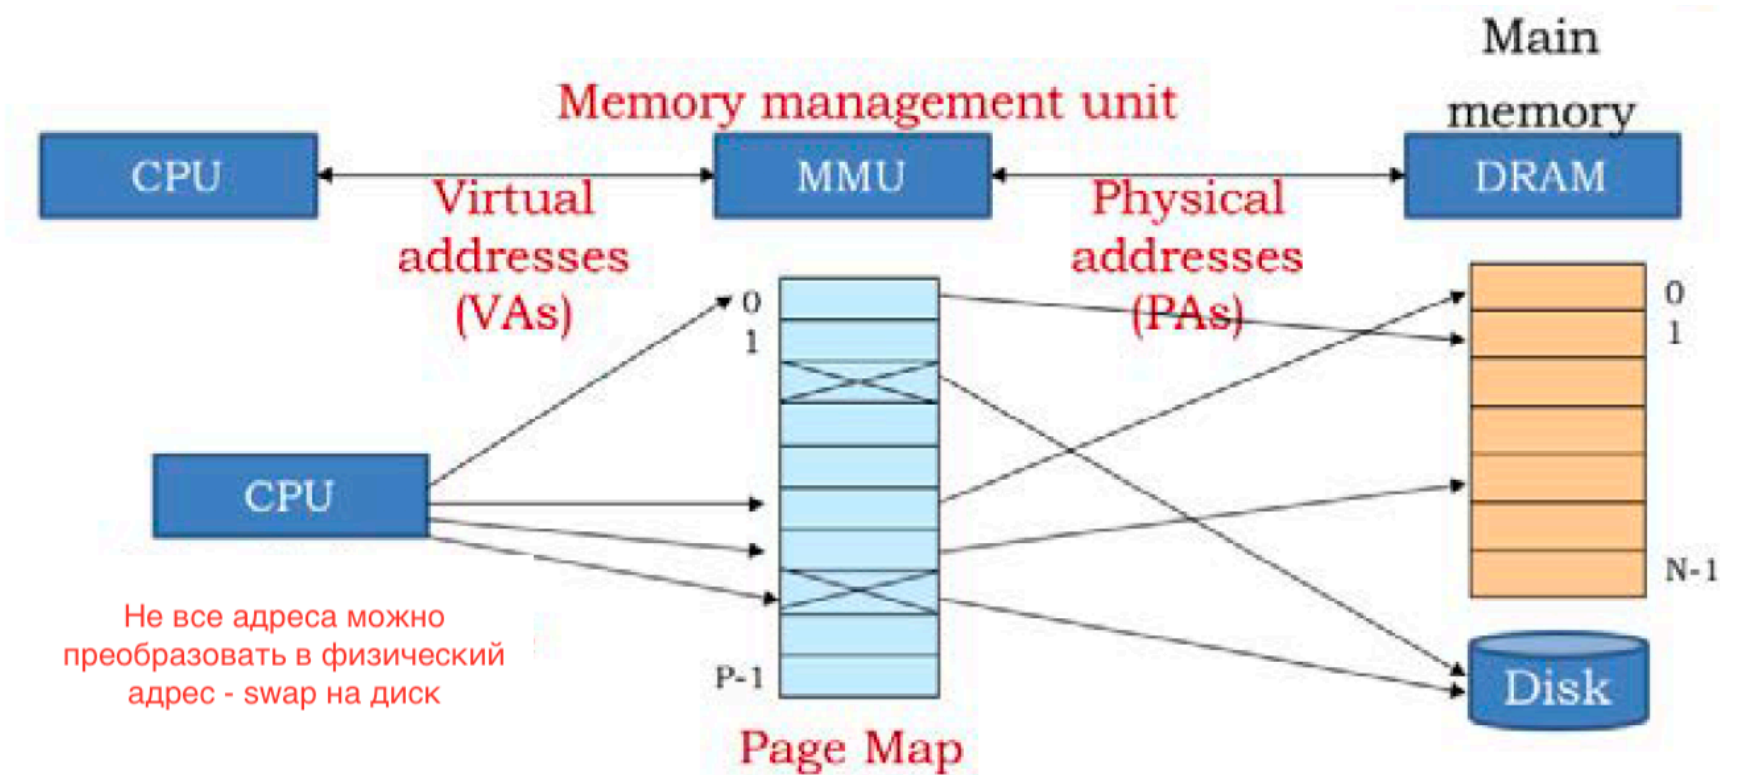 Main
memory
Memory management unit
CPU
MMU
DRAM
Virtual
addresses
(VAs)
Physical
addresses
(PAs)
0
1
P-1
0
1
N-1
CPU
Не все адреса можно
преобразовать в физический
адрес - swap на диск
Disk
Page Map